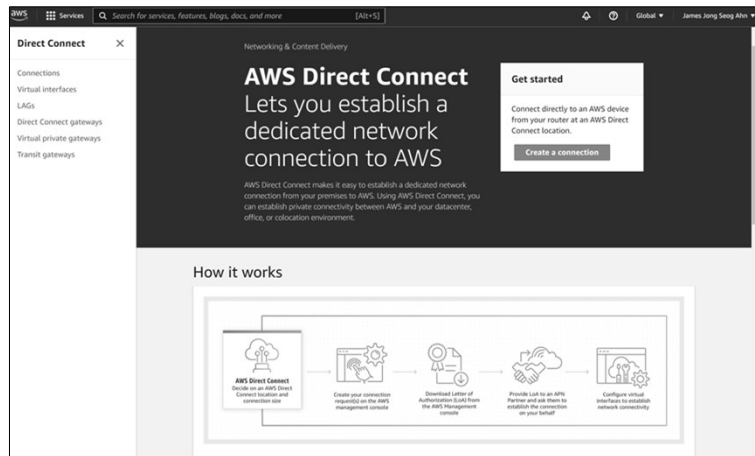 aws
Services
Search for services, features, blogs, docs, and more
[Alt+S]
Global
James Jong Seog Ahn
Direct Connect
Connections
Virtual interfaces
LAGs
Direct Connect gateways
Virtual private gateways
Transit gateways
Networking & Content Delivery
AWS Direct Connect
Lets you establish a
dedicated network
connection to AWS
AWS Direct Connect makes it easy to establish a dedicated network
connection from your premises to AWS. Using AWS Direct Connect, you
can establish private connectivity between AWS and your datacenter,
office, or colocation environment.
Get started
Connect directly to an AWS device
from your router at an AWS Direct
Connect location.
Create a connection
How it works
AWS Direct Connect
Decide on an AWS Direct
Connect location and
connection size
Create your connection
request(s) on the AWS
management console
Download Letter of
Authorization (LoA) from
the AWS Management
console
Provide LoA to an APN
Partner and ask them to
establish the connection
on your behalf
Configure virtual
interfaces to establish
network connectivity